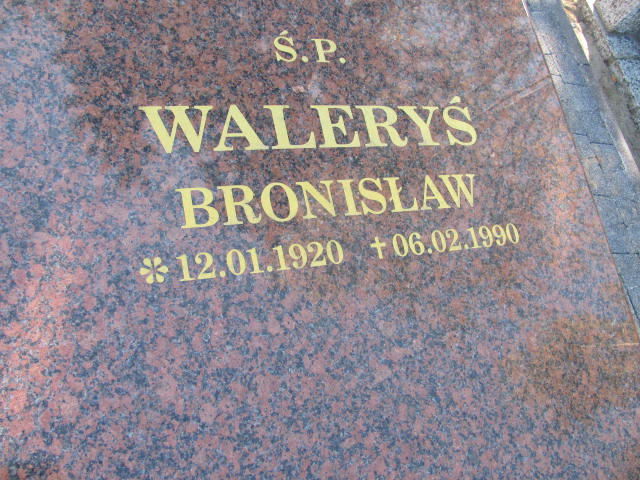 Ś.P.
WALERYŚ
BRONISŁAW
* 12.01.1920 † 06.02.1990